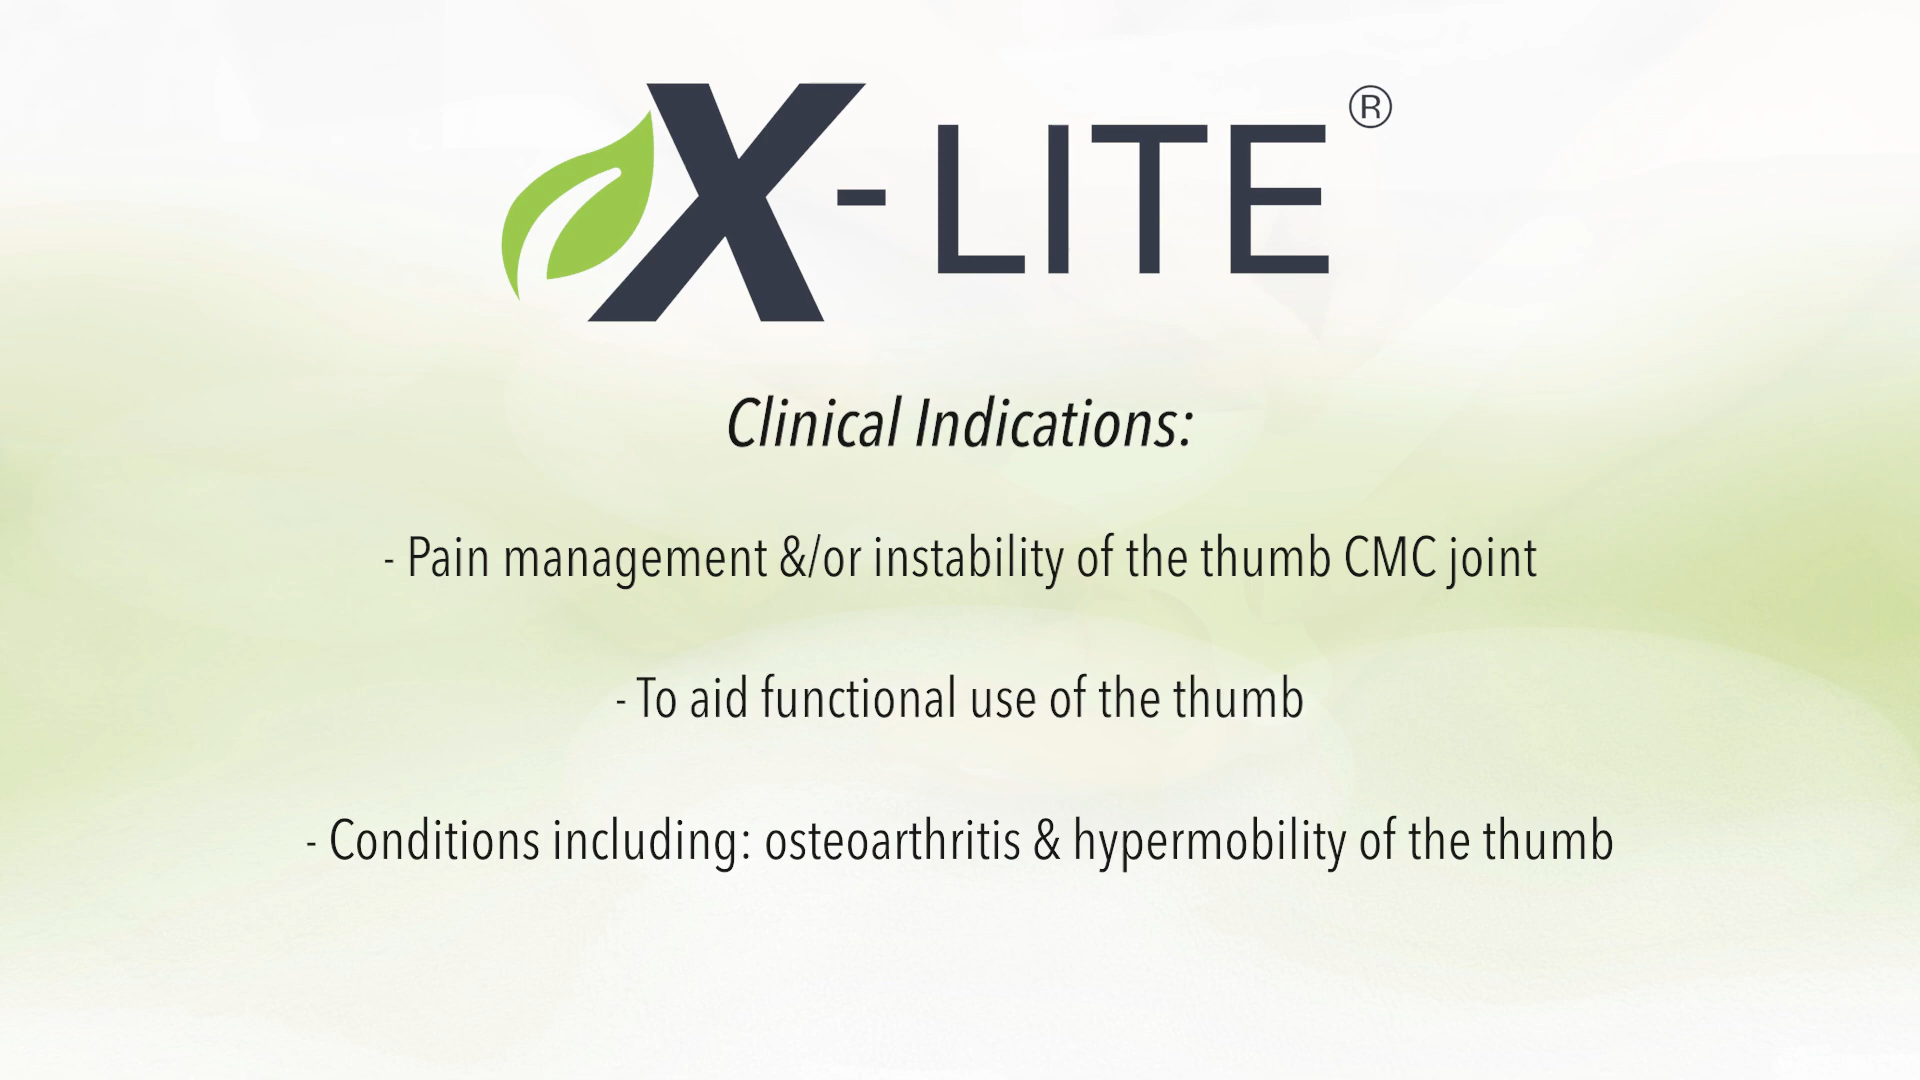 X-LITE®
Clinical Indications:
- Pain management &/or instability of the thumb CMC joint
- To aid functional use of the thumb
- Conditions including: osteoarthritis & hypermobility of the thumb